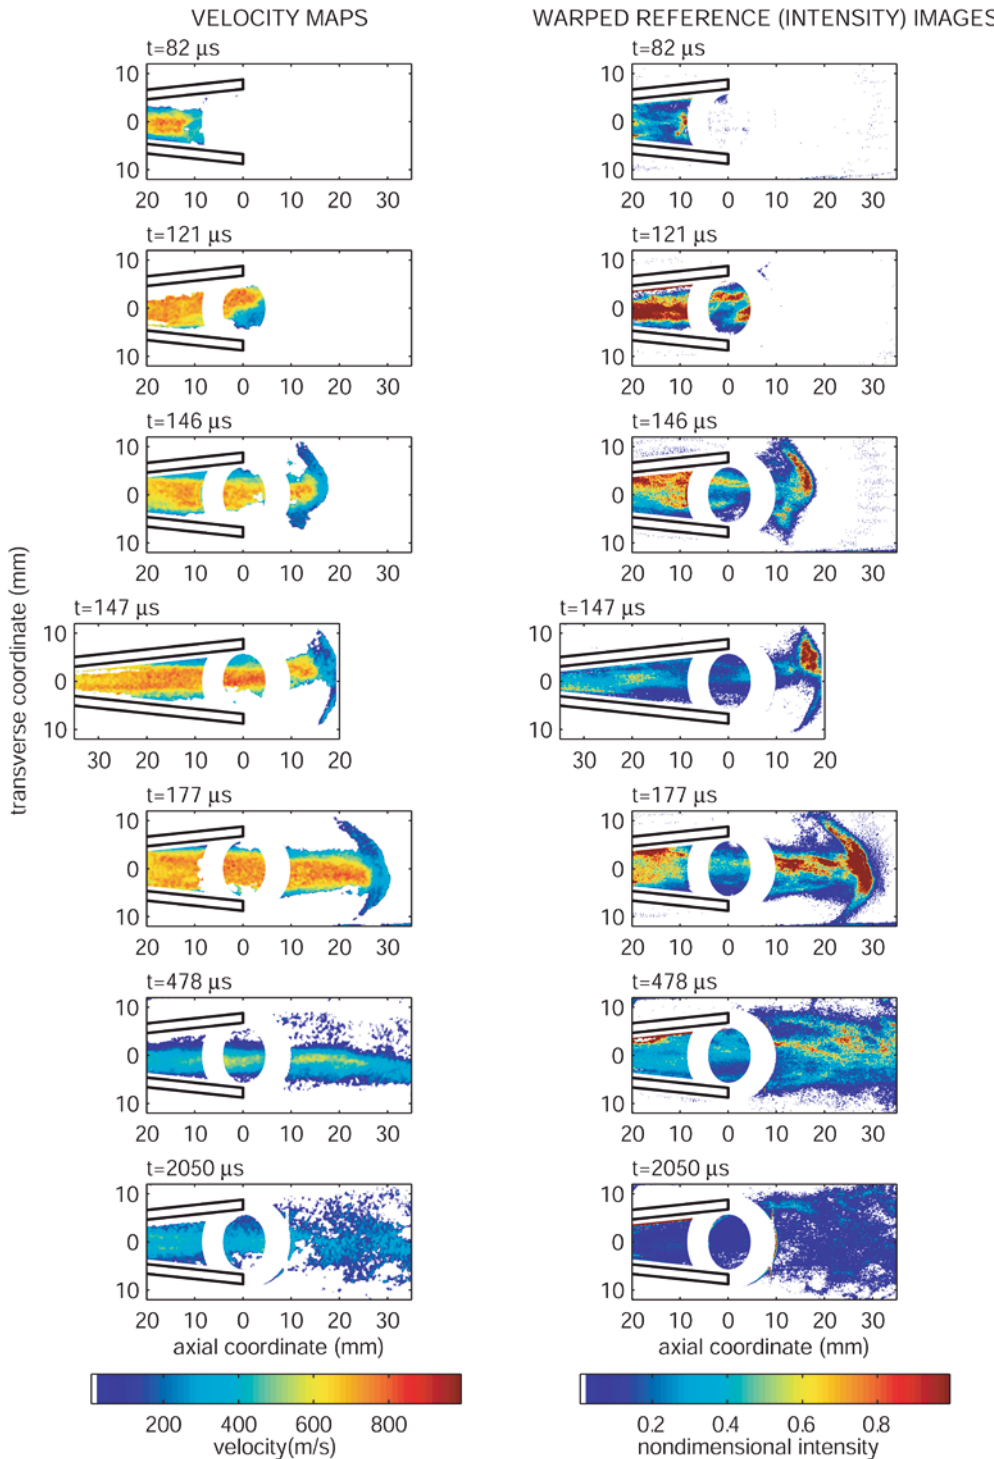 VELOCITY MAPS
WARPED REFERENCE (INTENSITY) IMAGES
t=82 μs
t=82 μs
10
0
10
20 10 0 10 20 30
10
0
10
20 10 0 10 20 30
t=121 μs
t=121 μs
10
0
10
20 10 0 10 20 30
10
0
10
20 10 0 10 20 30
t=146 μs
t=146 μs
10
0
10
20 10 0 10 20 30
10
0
10
20 10 0 10 20 30
transverse coordinate (mm)
t=147 μs
t=147 μs
10
0
10
30 20 10 0 10 20
10
0
10
30 20 10 0 10 20
t=177 μs
t=177 μs
10
0
10
20 10 0 10 20 30
10
0
10
20 10 0 10 20 30
t=478 μs
t=478 μs
10
0
10
20 10 0 10 20 30
10
0
10
20 10 0 10 20 30
t=2050 μs
t=2050 μs
10
0
10
20 10 0 10 20 30
10
0
10
20 10 0 10 20 30
axial coordinate (mm)
axial coordinate (mm)
200 400 600 800
velocity(m/s)
0.2 0.4 0.6 0.8
nondimensional intensity